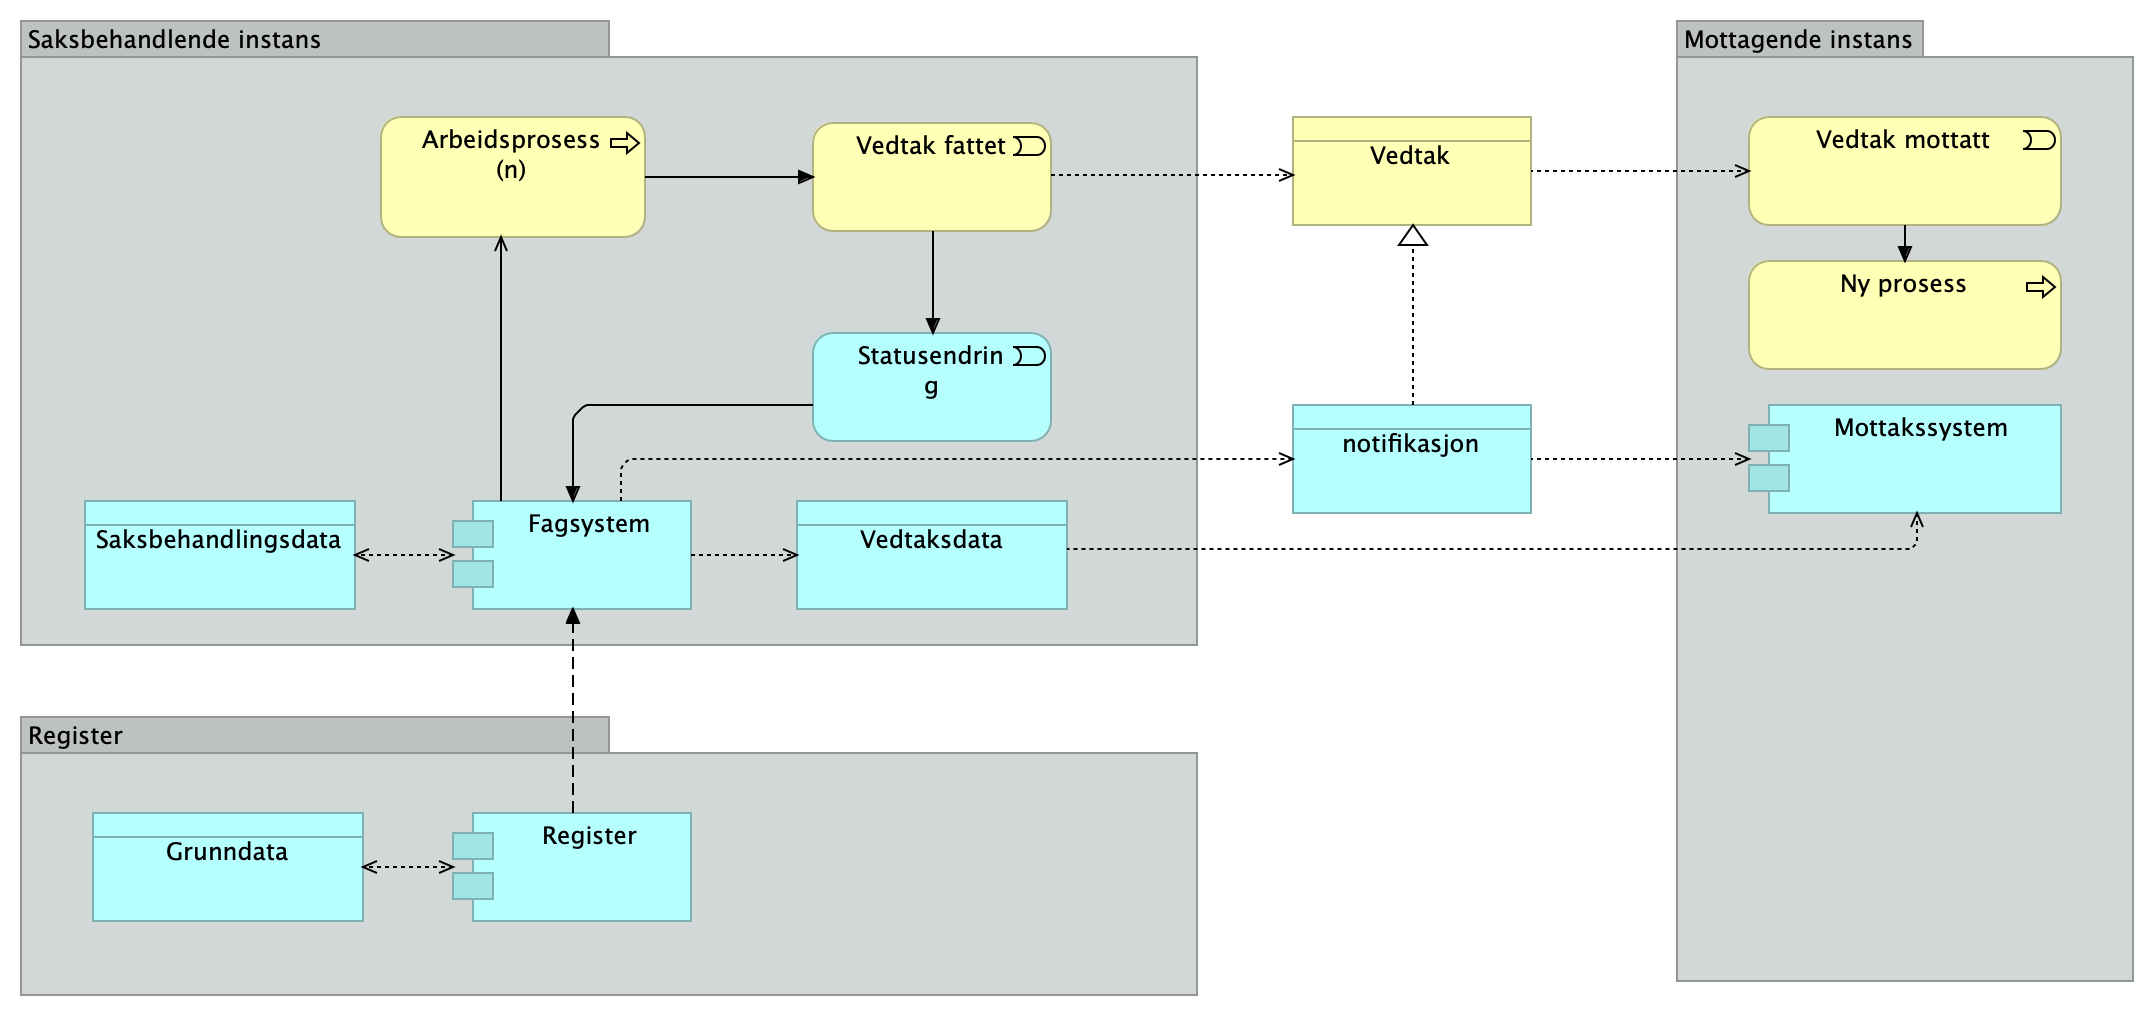 Saksbehandlende instans
Mottagende instans
Arbeidsprosess
(n)
Vedtak fattet
Vedtak
Vedtak mottatt
Ny prosess
Statusendrin
g
notifikasjon
Mottakssystem
Saksbehandlingsdata
Fagsystem
Vedtaksdata
Register
Grunndata
Register